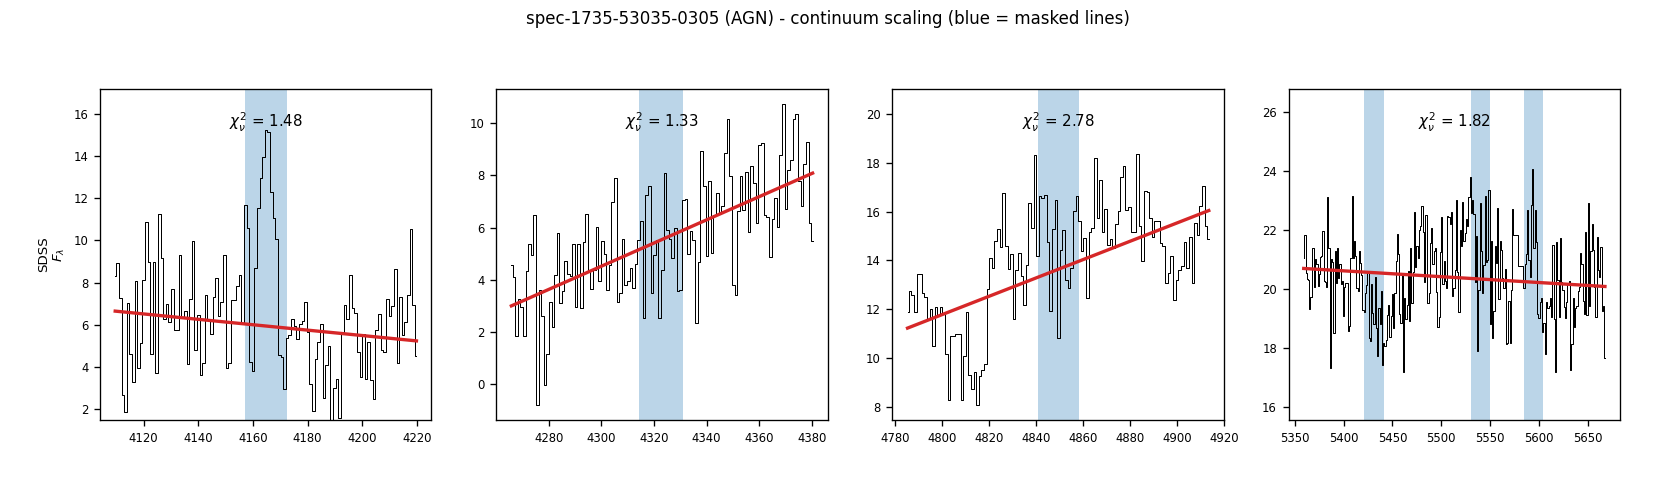 spec-1735-53035-0305 (AGN) - continuum scaling (blue = masked lines)
SDSS
F_λ
χ²_ν = 1.48
16
14
12
10
8
6
4
2
4120 4140 4160 4180 4200 4220
χ²_ν = 1.33
10
8
6
4
2
0
4280 4300 4320 4340 4360 4380
χ²_ν = 2.78
20
18
16
14
12
10
8
4780 4800 4820 4840 4860 4880 4900 4920
χ²_ν = 1.82
26
24
22
20
18
16
5350 5400 5450 5500 5550 5600 5650